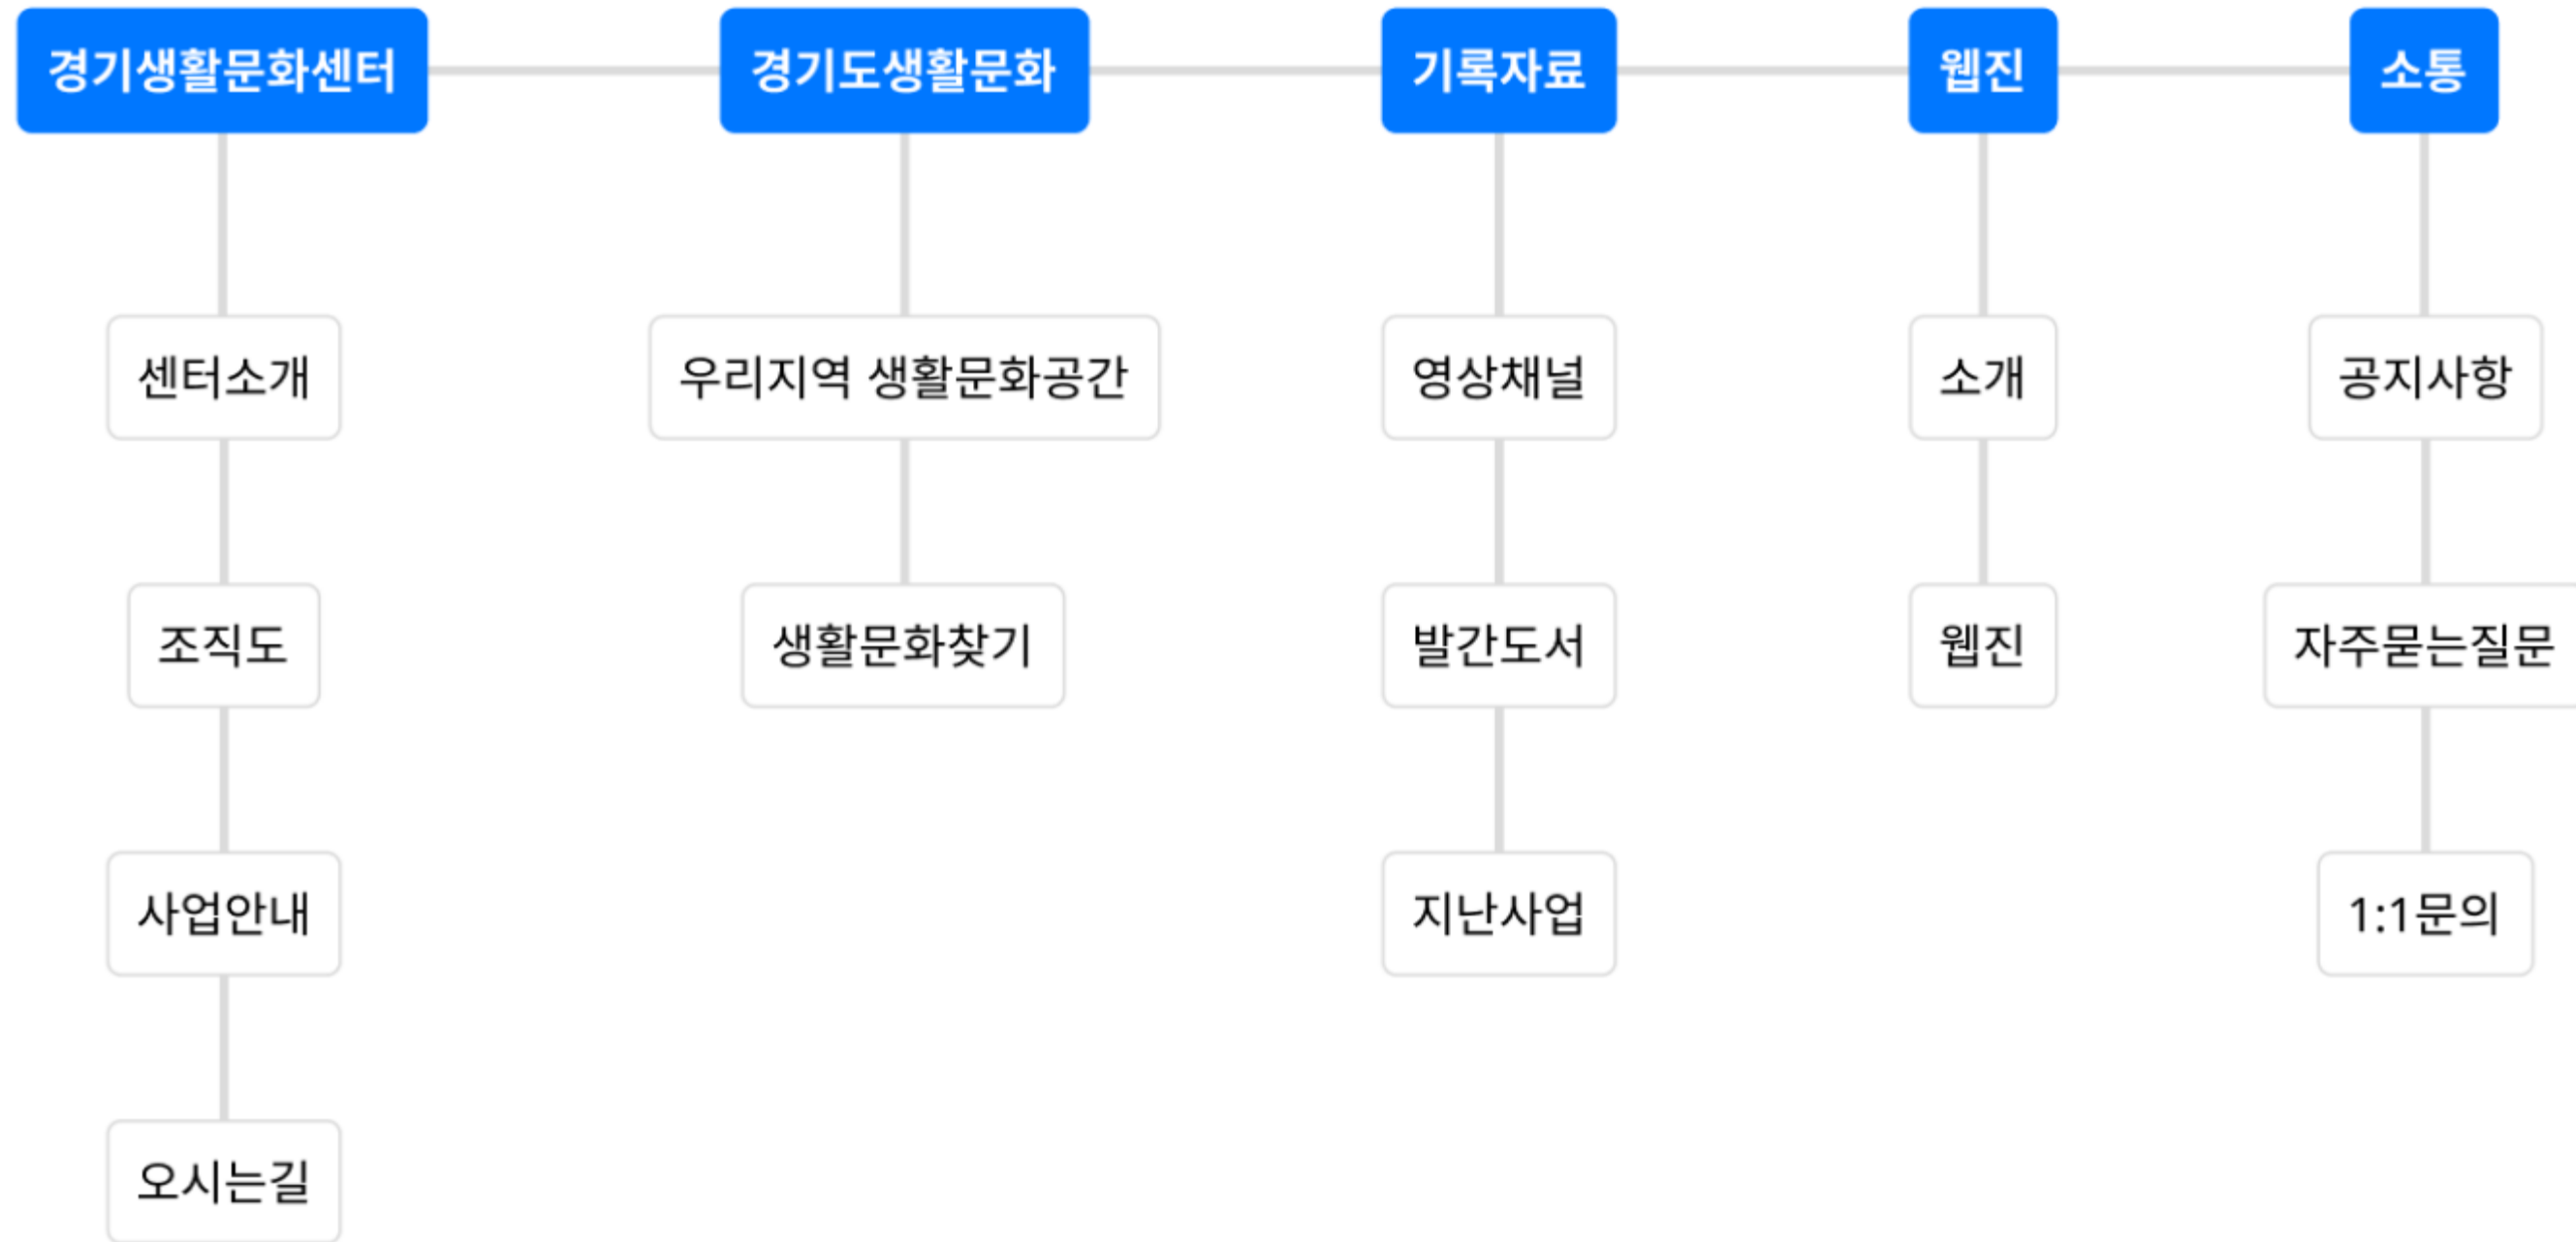 경기생활문화센터
경기도생활문화
기록자료
웹진
소통
센터소개
우리지역 생활문화공간
영상채널
소개
공지사항
조직도
생활문화찾기
발간도서
웹진
자주묻는질문
사업안내
지난사업
1:1문의
오시는길